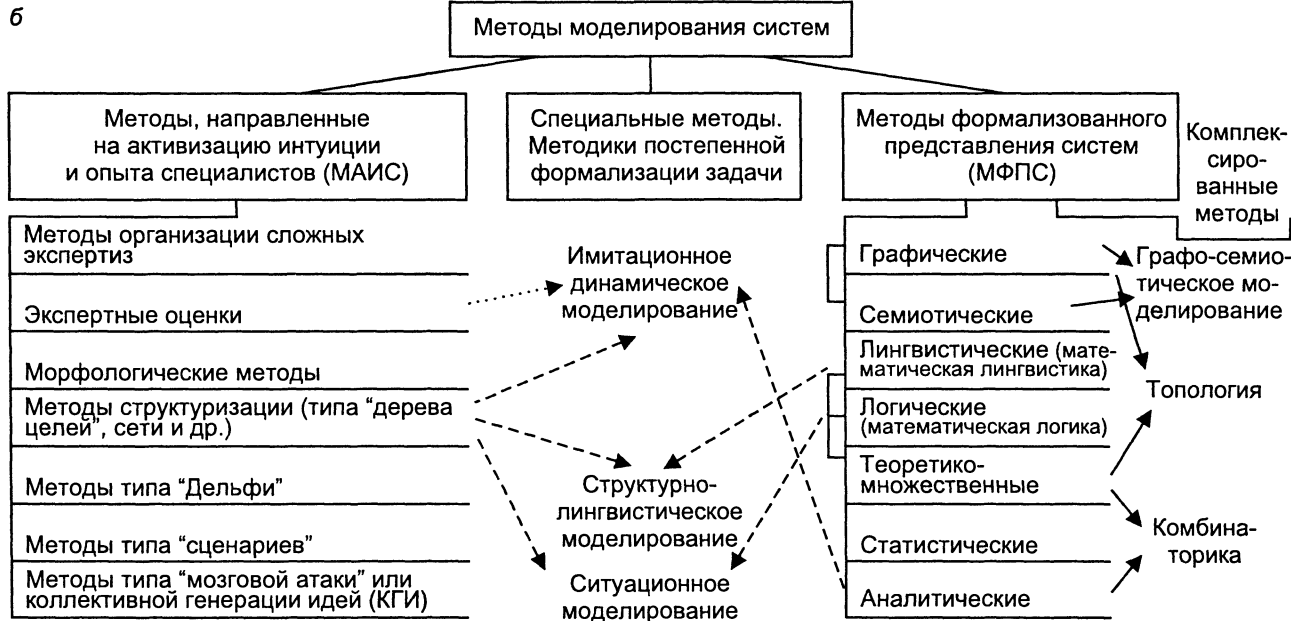 б
Методы моделирования систем
Методы, направленные
на активизацию интуиции
и опыта специалистов (МАИС)
Специальные методы.
Методики постепенной
формализации задачи
Методы формализованного
представления систем
(МФПС)
Комплек-
сиро-
ванные
методы
Методы организации сложных
экспертиз
Экспертные оценки
Морфологические методы
Методы структуризации (типа “дерева
целей”, сети и др.)
Методы типа “Дельфи”
Методы типа “сценариев”
Методы типа “мозговой атаки” или
коллективной генерации идей (КГИ)
Имитационное
динамическое
моделирование
Структурно-
лингвистическое
моделирование
Ситуационное
моделирование
Графические
Семиотические
Лингвистические (мате-
матическая лингвистика)
Логические
(математическая логика)
Теоретико-
множественные
Статистические
Аналитические
Графо-семио-
тическое мо-
делирование
Топология
Комбина-
торика